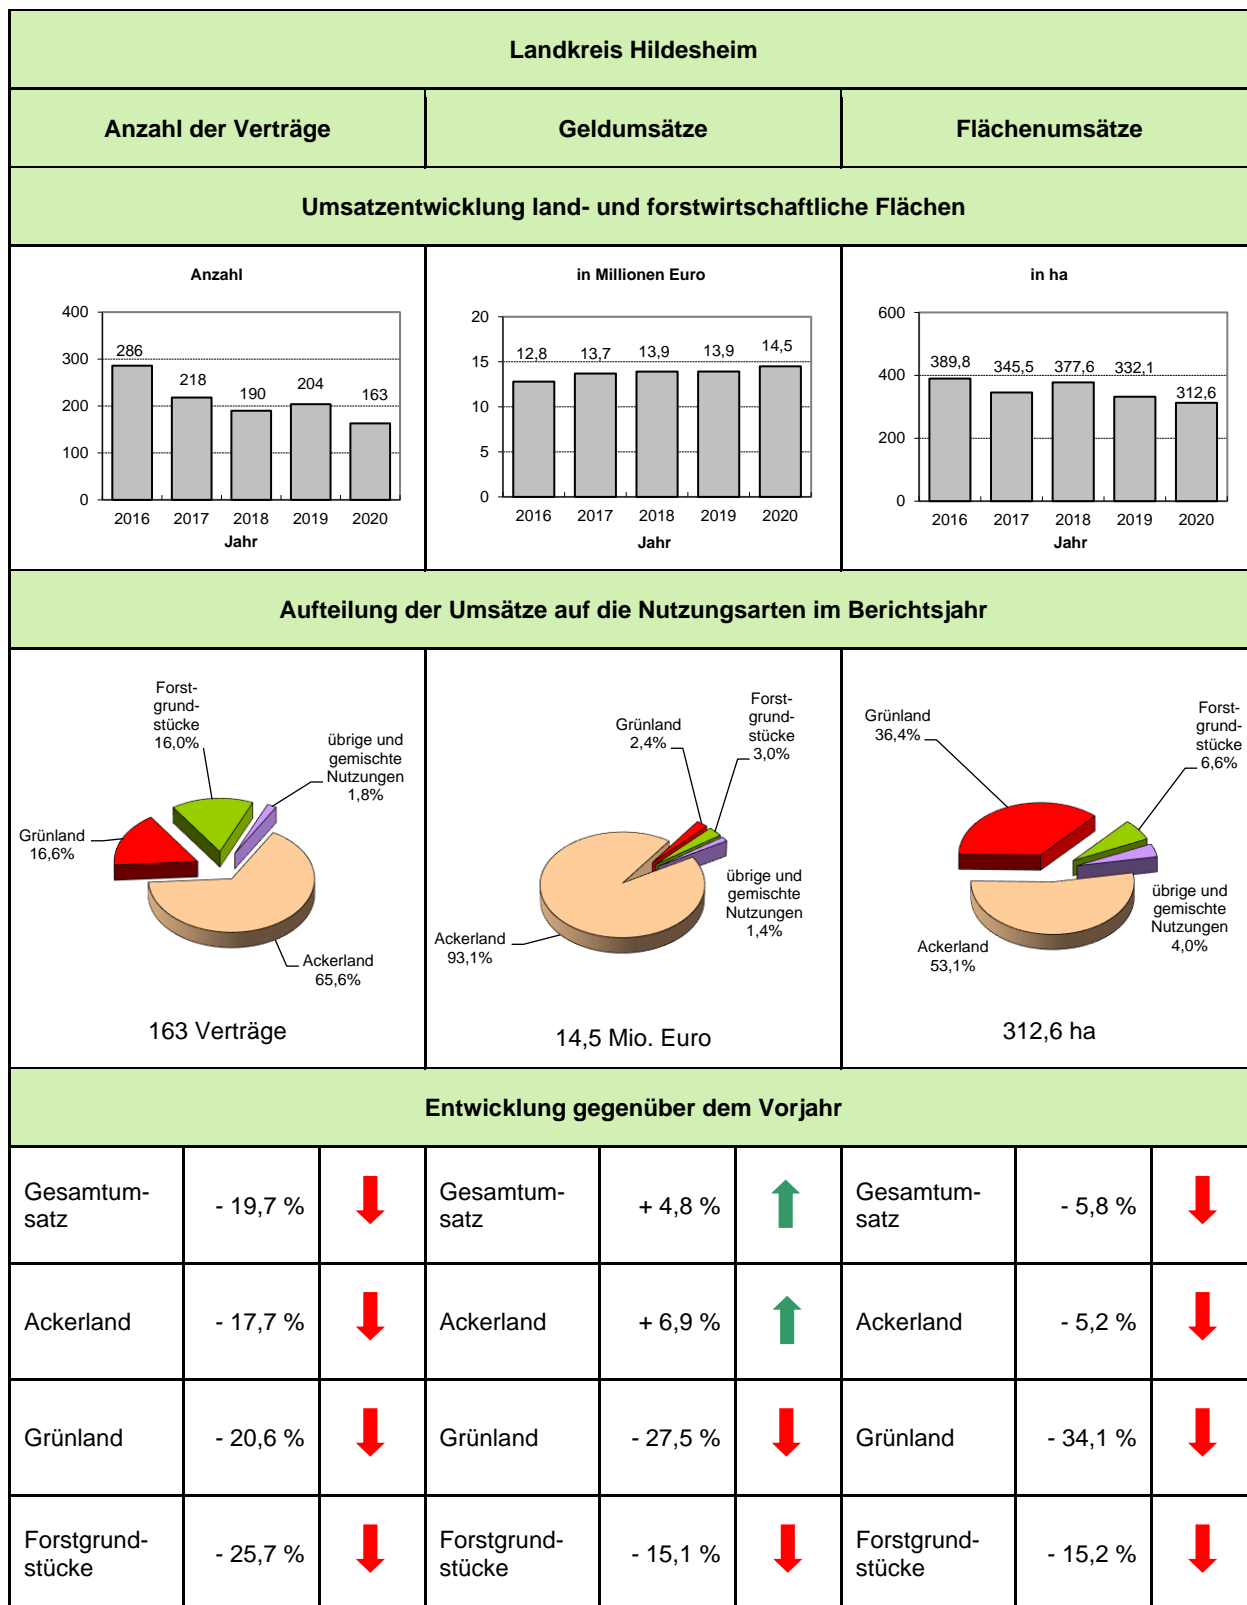 Landkreis Hildesheim
Anzahl der Verträge
Geldumsätze
Flächenumsätze
Umsatzentwicklung land- und forstwirtschaftliche Flächen
Anzahl
400
300
200
100
0
286
218
190
204
163
2016 2017 2018 2019 2020
Jahr
in Millionen Euro
20
15
10
5
0
12,8
13,7
13,9
13,9
14,5
2016 2017 2018 2019 2020
Jahr
in ha
600
400
200
0
389,8
345,5
377,6
332,1
312,6
2016 2017 2018 2019 2020
Jahr
Aufteilung der Umsätze auf die Nutzungsarten im Berichtsjahr
Forst-
grund-
stücke
16,0%
übrige und
gemischte
Nutzungen
1,8%
Grünland
16,6%
Ackerland
65,6%
163 Verträge
Grünland
2,4%
Forst-
grund-
stücke
3,0%
übrige und
gemischte
Nutzungen
1,4%
Ackerland
93,1%
14,5 Mio. Euro
Grünland
36,4%
Forst-
grund-
stücke
6,6%
übrige und
gemischte
Nutzungen
4,0%
Ackerland
53,1%
312,6 ha
Entwicklung gegenüber dem Vorjahr
Gesamtum-
satz
- 19,7 %
Gesamtum-
satz
+ 4,8 %
Gesamtum-
satz
- 5,8 %
Ackerland
- 17,7 %
Ackerland
+ 6,9 %
Ackerland
- 5,2 %
Grünland
- 20,6 %
Grünland
- 27,5 %
Grünland
- 34,1 %
Forstgrund-
stücke
- 25,7 %
Forstgrund-
stücke
- 15,1 %
Forstgrund-
stücke
- 15,2 %